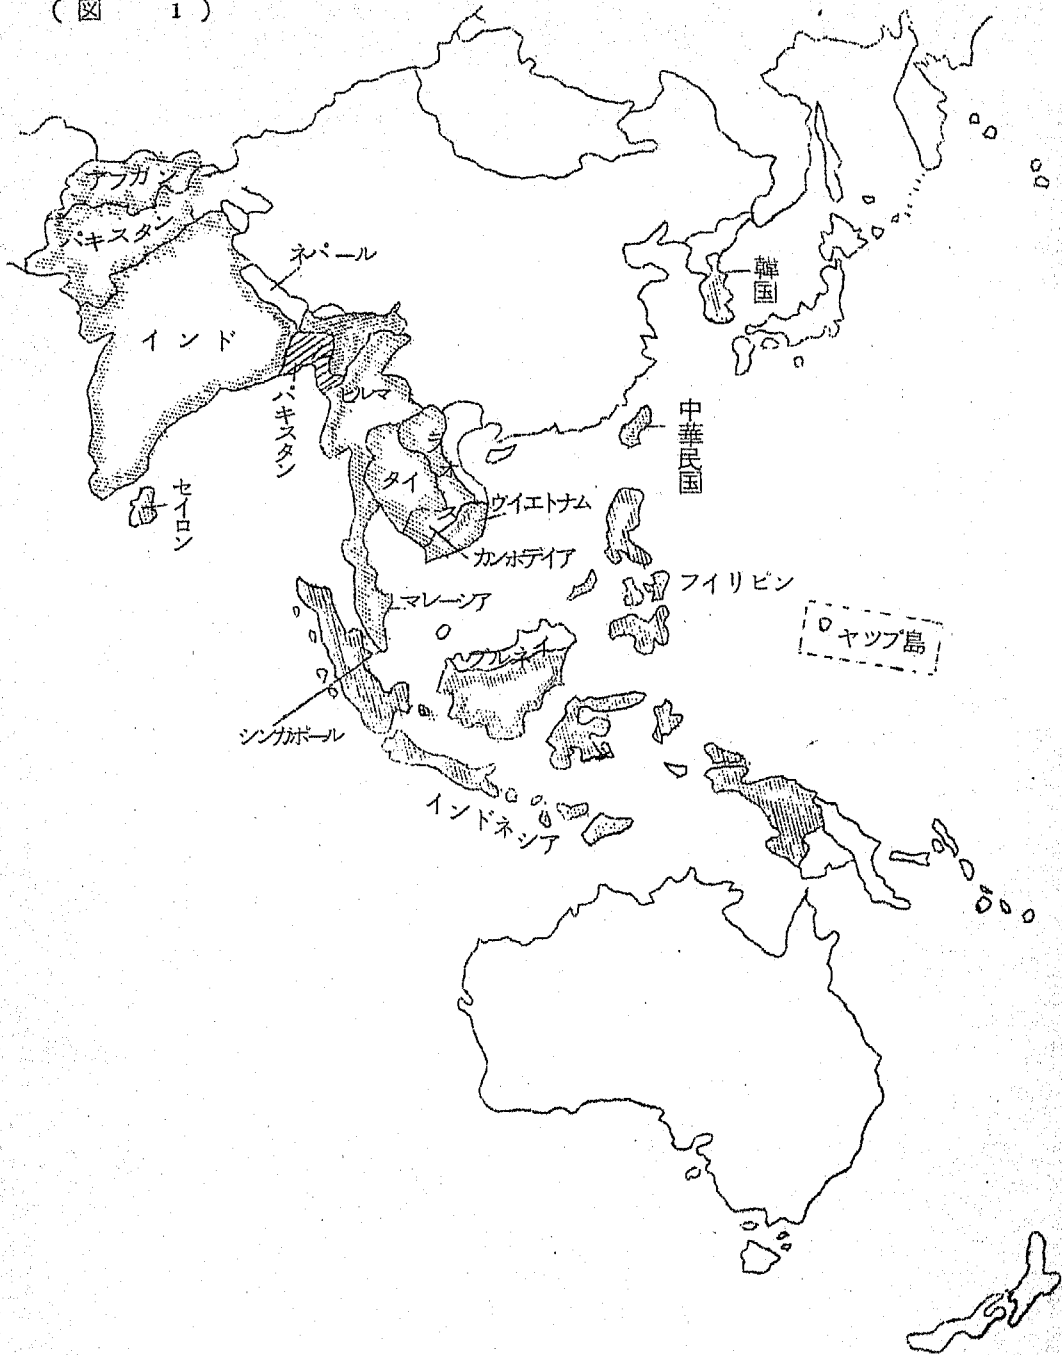 (図 1)
アフガン
パキスタン
ネパール
韓国
インド
ビルマ
パキスタン
中華民国
ラオス
タイ
セイロン
ヴイエトナム
カンボデイア
フイリピン
マレーシア
ヤップ島
ブルネイ
シンガポール
インドネシア